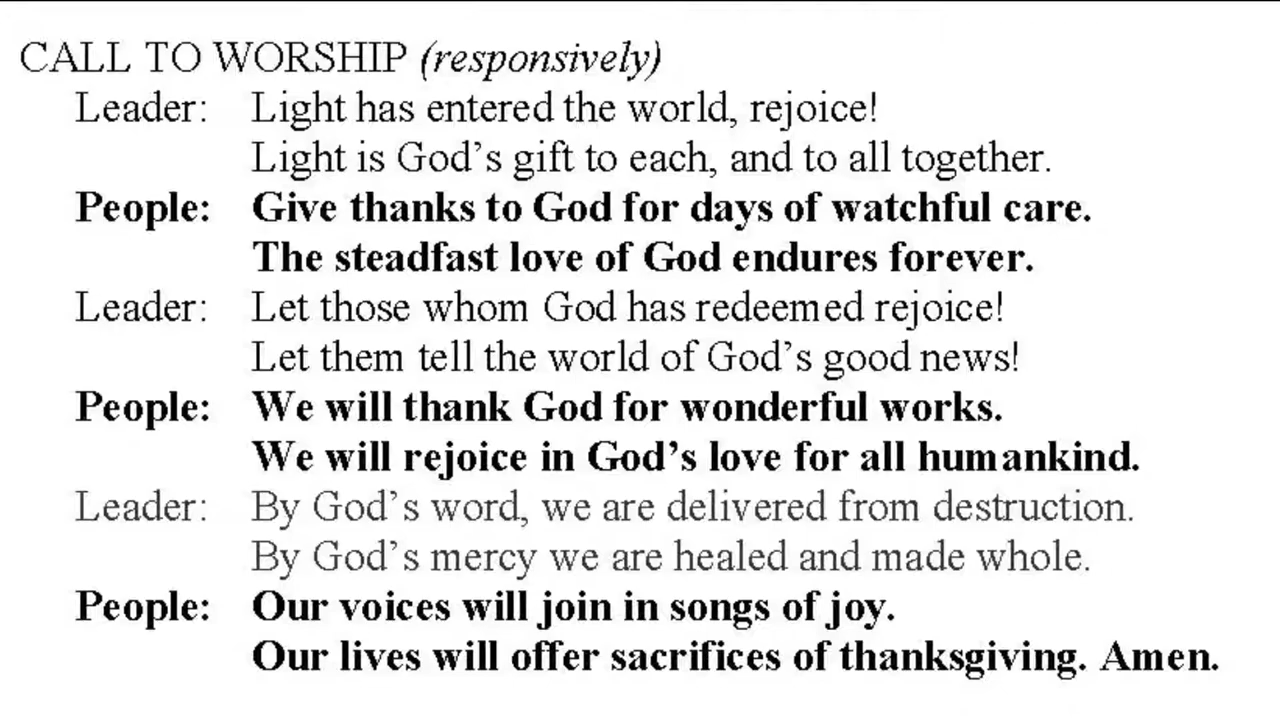 CALL TO WORSHIP (responsively)
Leader: Light has entered the world, rejoice!
Light is God’s gift to each, and to all together.
People: Give thanks to God for days of watchful care.
The steadfast love of God endures forever.
Leader: Let those whom God has redeemed rejoice!
Let them tell the world of God’s good news!
People: We will thank God for wonderful works.
We will rejoice in God’s love for all humankind.
Leader: By God’s word, we are delivered from destruction.
By God’s mercy we are healed and made whole.
People: Our voices will join in songs of joy.
Our lives will offer sacrifices of thanksgiving. Amen.